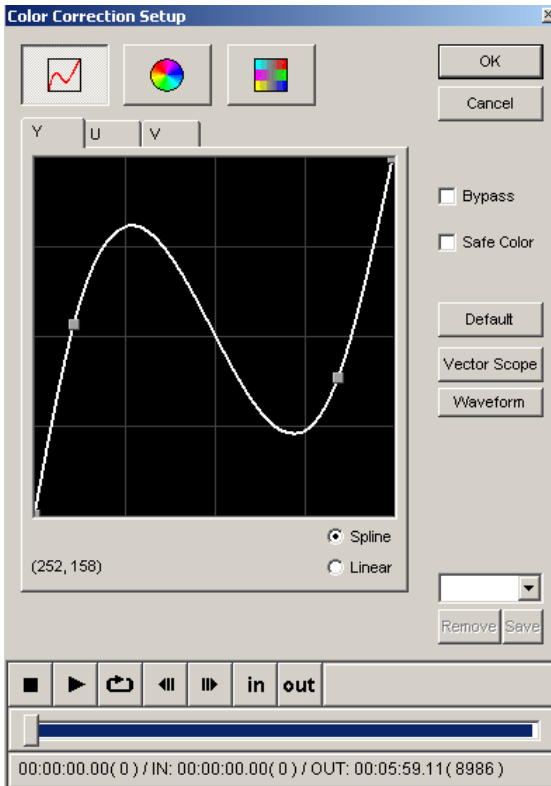 Color Correction Setup
OK
Cancel
Y U V
Bypass
Safe Color
Default
Vector Scope
Waveform
Spline
(252, 158)
Linear
Remove Save
in out
00:00:00.00( 0 ) / IN: 00:00:00.00( 0 ) / OUT: 00:05:59.11( 8986 )